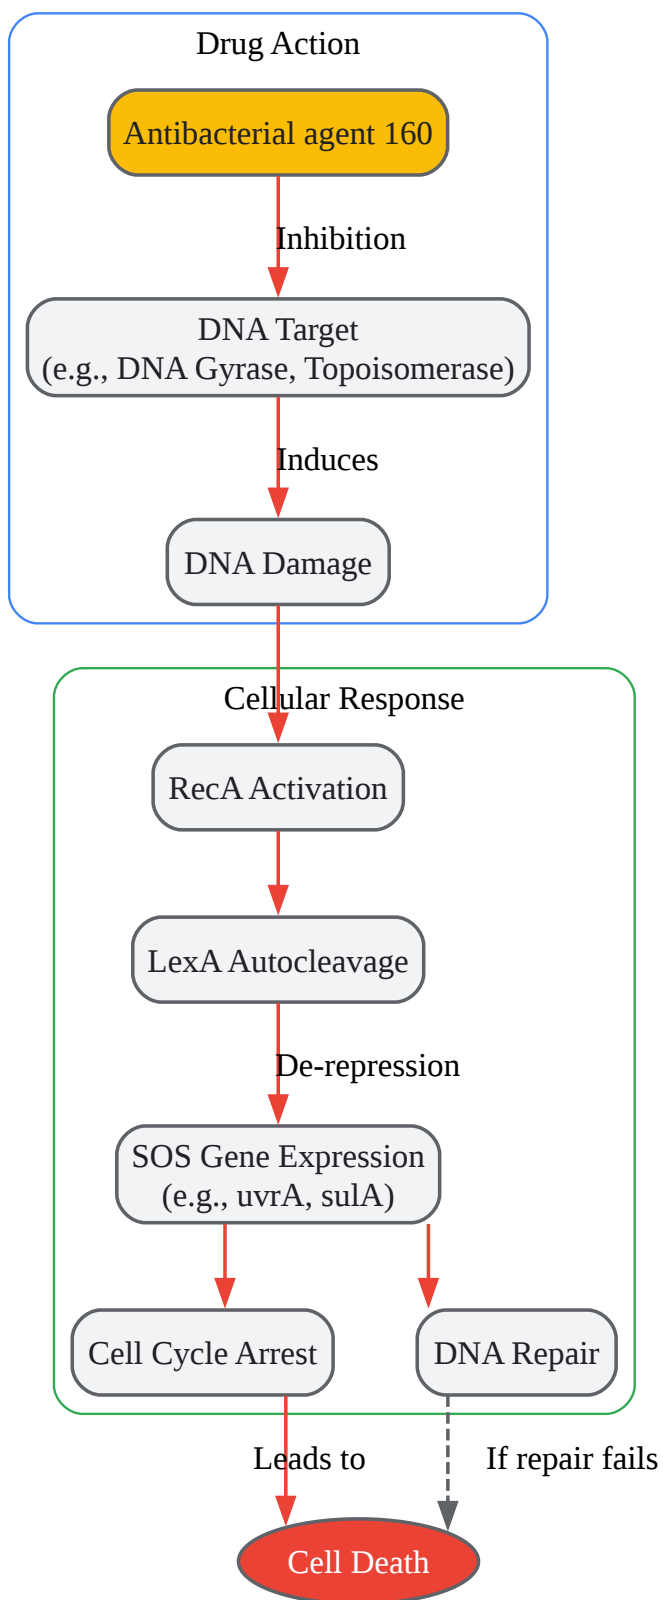 Drug Action
Antibacterial agent 160
Inhibition
DNA Target
(e.g., DNA Gyrase, Topoisomerase)
Induces
DNA Damage
Cellular Response
RecA Activation
LexA Autocleavage
De-repression
SOS Gene Expression
(e.g., uvrA, sulA)
Cell Cycle Arrest
DNA Repair
Leads to
If repair fails
Cell Death